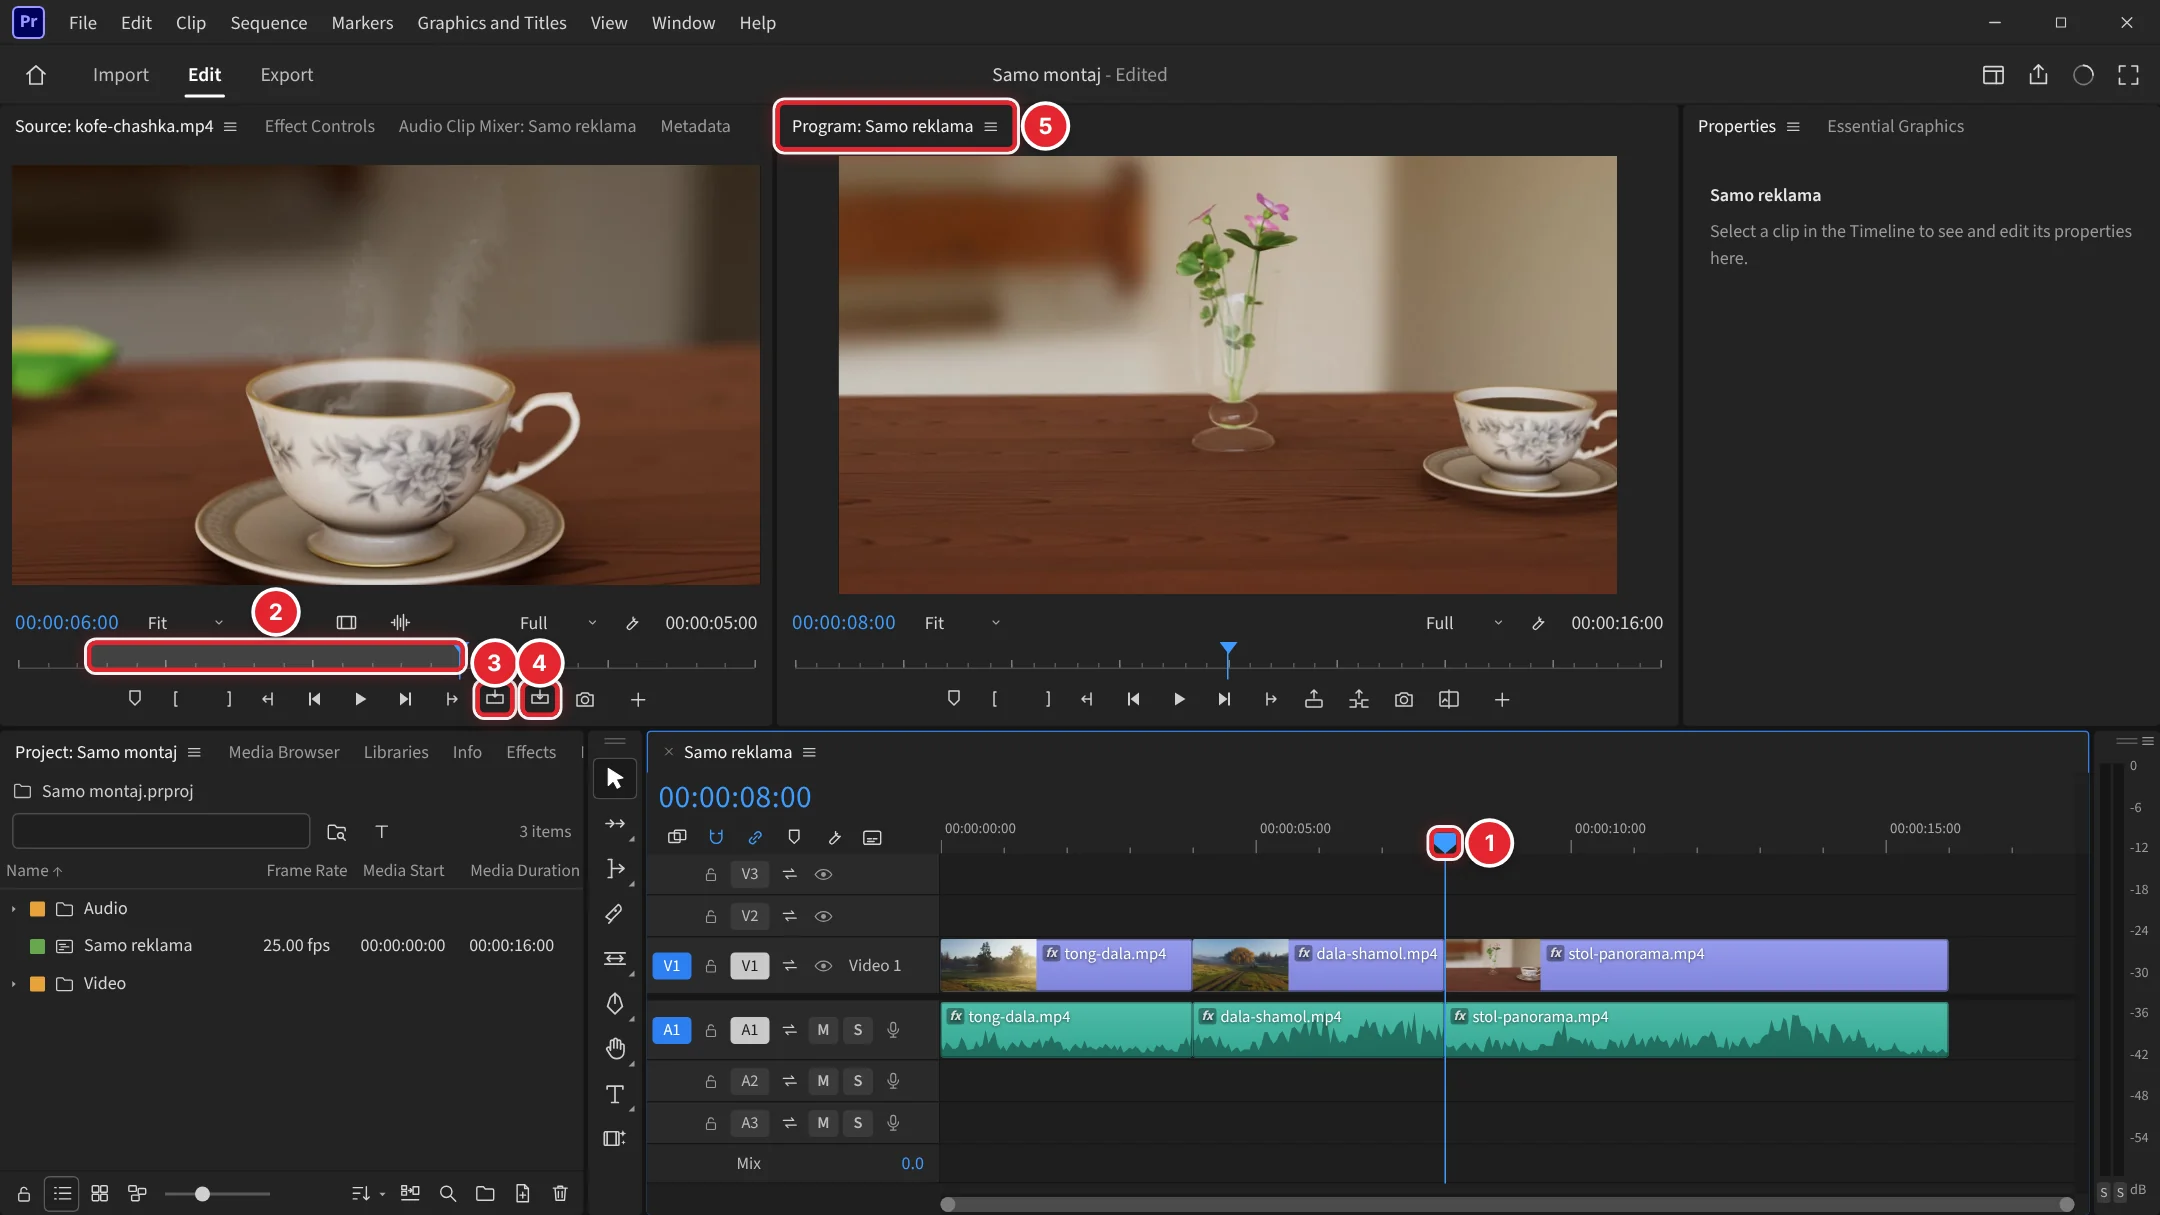 Pr File Edit Clip Sequence Markers Graphics and Titles View Window Help
Import Edit Export Samo montaj - Edited
Source: kofe-chashka.mp4 Effect Controls Audio Clip Mixer: Samo reklama Metadata
Program: Samo reklama 5
Properties Essential Graphics
Samo reklama
Select a clip in the Timeline to see and edit its properties
here.
00:00:06:00 Fit 2 Full 00:00:05:00
3 4
00:00:08:00 Fit Full 00:00:16:00
Project: Samo montaj Media Browser Libraries Info Effects
Samo montaj.prproj
3 items
Name Frame Rate Media Start Media Duration
Audio
Samo reklama 25.00 fps 00:00:00:00 00:00:16:00
Video
Samo reklama
00:00:08:00
00:00:00:00 00:00:05:00 00:00:10:00 00:00:15:00
1
V3
V2
V1 V1 Video 1
fx tong-dala.mp4 fx dala-shamol.mp4 fx stol-panorama.mp4
A1 A1 M S
fx tong-dala.mp4 fx dala-shamol.mp4 fx stol-panorama.mp4
A2 M S
A3 M S
Mix 0.0
0
-6
-12
-18
-24
-30
-36
-42
-48
-54
S S dB